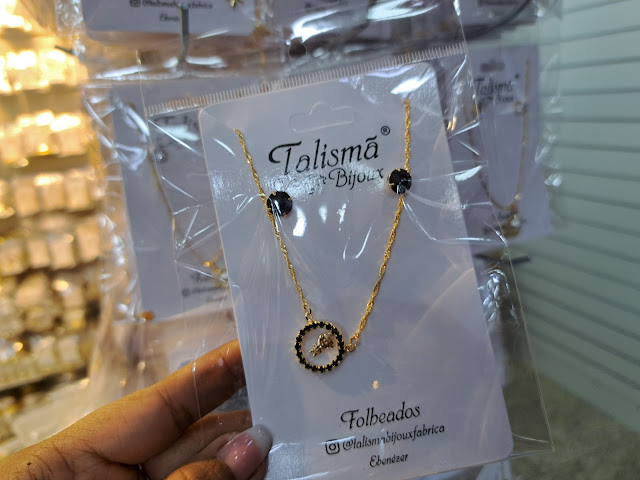 Talismã®
Bijoux
Folheados
@talismabijouxfabrica
Ebenézer